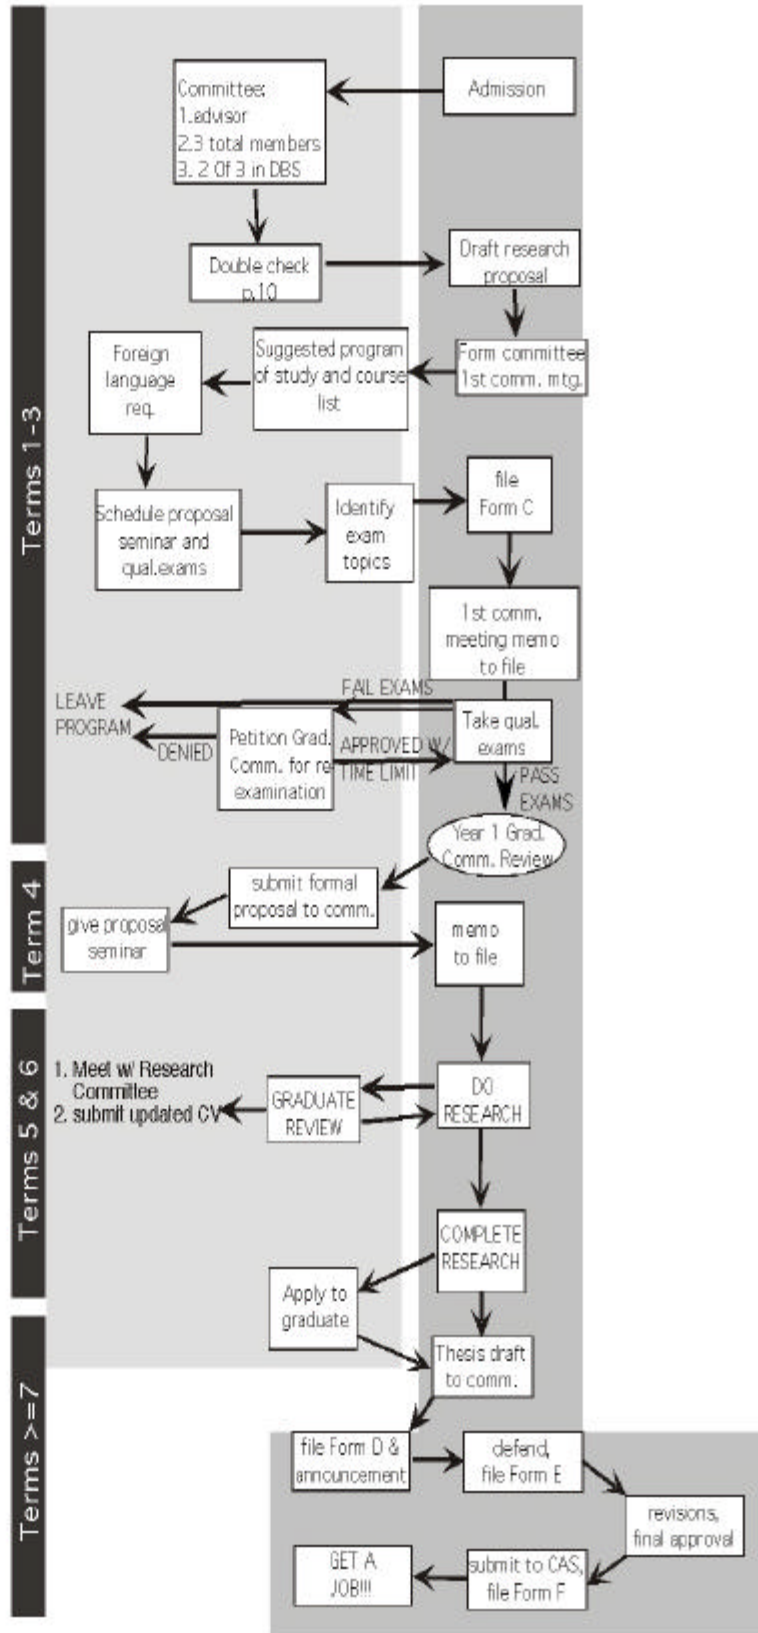 Terms 1-3
Committee:
1.advisor
2.3 total members
3. 2 Of 3 in DBS
Admission
Double check
p.10
Draft research
proposal
Form committee
1st comm. mtg.
Suggested program
of study and course
list
Foreign
language
req.
Schedule proposal
seminar and
qual.exams
Identify
exam
topics
file
Form C
1st comm.
meeting memo
to file
FAIL EXAMS
LEAVE
PROGRAM
DENIED
Petition Grad.
Comm. for re-
examination
APPROVED W/
TIME LIMIT
Take qual.
exams
PASS
EXAMS
Year 1 Grad.
Comm. Review
Term 4
submit formal
proposal to comm.
give proposal
seminar
memo
to file
Terms 5 & 6
1. Meet w/ Research
Committee
2. submit updated CV
GRADUATE
REVIEW
DO
RESEARCH
COMPLETE
RESEARCH
Apply to
graduate
Terms >=7
Thesis draft
to comm.
file Form D &
announcement
defend,
file Form E
revisions,
final approval
submit to CAS,
file Form F
GET A
JOB!!!